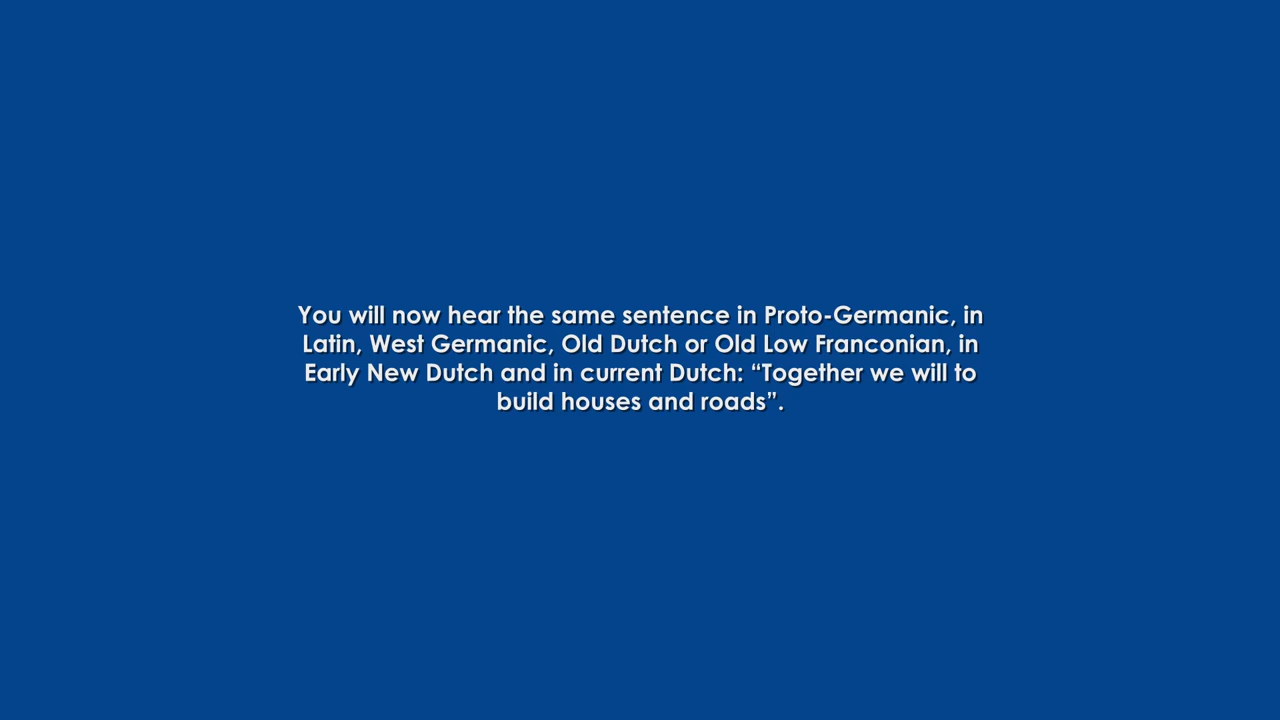 You will now hear the same sentence in Proto-Germanic, in
Latin, West Germanic, Old Dutch or Old Low Franconian, in
Early New Dutch and in current Dutch: “Together we will to
build houses and roads”.